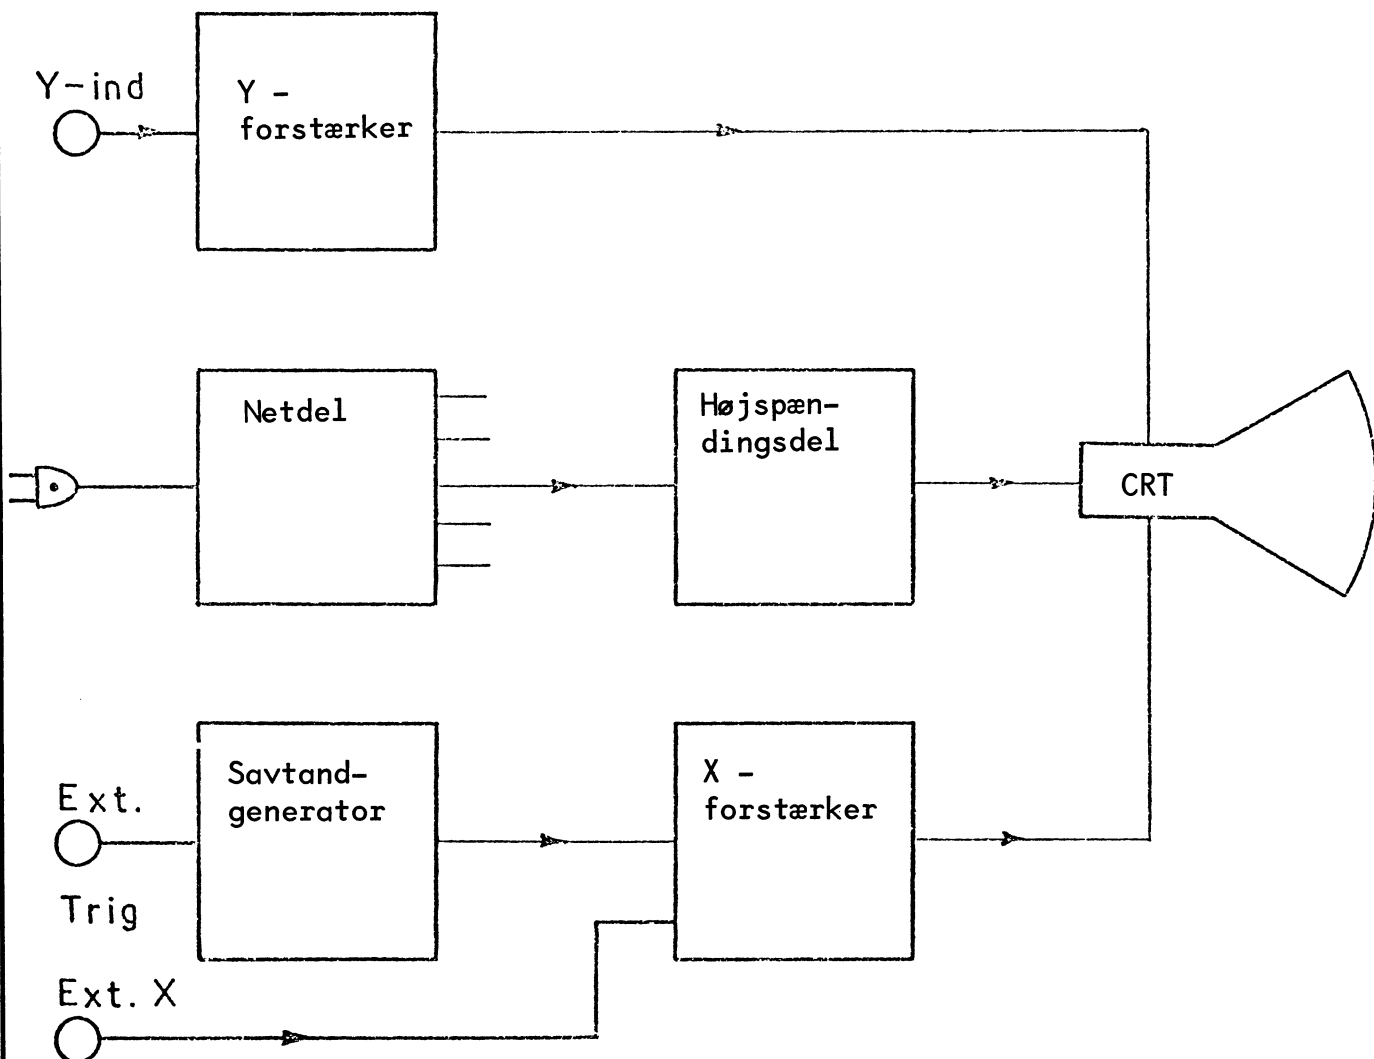 Y-ind
Y -
forstærker
Netdel
Højspæn-
dingsdel
CRT
Ext.
Trig
Savtand-
generator
X -
forstærker
Ext. X